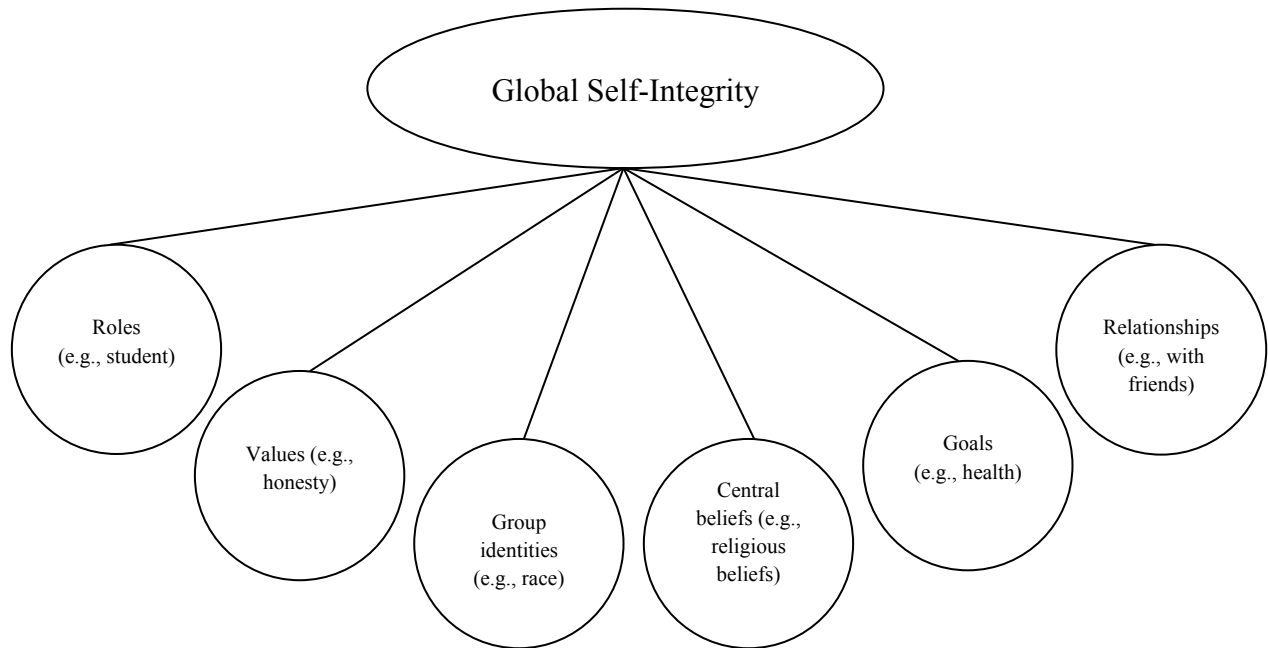 Global Self-Integrity
Roles
(e.g., student)
Values (e.g.,
honesty)
Group
identities
(e.g., race)
Central
beliefs (e.g.,
religious
beliefs)
Goals
(e.g., health)
Relationships
(e.g., with
friends)